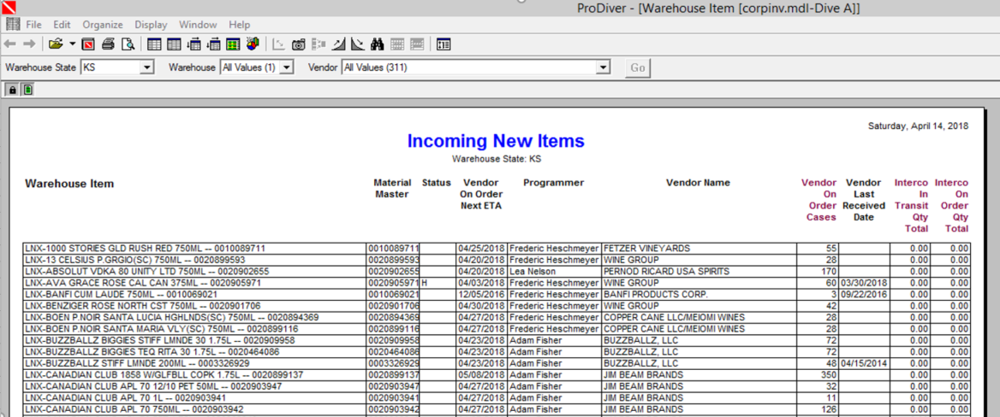 ProDiver - [Warehouse Item [corpinv.mdl-Dive A]]
File Edit Organize Display Window Help
Warehouse State KS Warehouse All Values (1) Vendor All Values (311) Go
Saturday, April 14, 2018
Incoming New Items
Warehouse State: KS
Warehouse Item Material Status Vendor Programmer Vendor Name Vendor Vendor Interco Interco
Master On Order On Last In On
Next ETA Order Received Transit Order
Cases Date Qty Qty
Total Total
LNX-1000 STORIES GLD RUSH RED 750ML -- 0010089711 0010089711 04/25/2018 Frederic Heschmeyer FETZER VINEYARDS 55 0.00 0.00
LNX-13 CELSIUS P.GRGIO(SC) 750ML -- 0020899593 0020899593 04/20/2018 Frederic Heschmeyer WINE GROUP 28 0.00 0.00
LNX-ABSOLUT VDKA 80 UNITY LTD 750ML -- 0020902655 0020902655 04/20/2018 Lea Nelson PERNOD RICARD USA SPIRITS 170 0.00 0.00
LNX-AVA GRACE ROSE CAL CAN 375ML -- 0020905971 0020905971 H 04/03/2018 Frederic Heschmeyer WINE GROUP 60 03/30/2018 0.00 0.00
LNX-BANFI CUM LAUDE 750ML -- 0010069021 0010069021 12/05/2016 Frederic Heschmeyer BANFI PRODUCTS CORP. 3 09/22/2016 0.00 0.00
LNX-BENZIGER ROSE NORTH CST 750ML -- 0020901706 0020901706 04/30/2018 Frederic Heschmeyer WINE GROUP 42 0.00 0.00
LNX-BOEN P.NOIR SANTA LUCIA HGHLNDS(SC) 750ML -- 0020894369 0020894369 04/27/2018 Frederic Heschmeyer COPPER CANE LLC/MEIOMI WINES 28 0.00 0.00
LNX-BOEN P.NOIR SANTA MARIA VLY(SC) 750ML -- 0020899116 0020899116 04/27/2018 Frederic Heschmeyer COPPER CANE LLC/MEIOMI WINES 28 0.00 0.00
LNX-BUZZBALLZ BIGGIES STIFF LMNDE 30 1.75L -- 0020909958 0020909958 04/23/2018 Adam Fisher BUZZBALLZ, LLC 72 0.00 0.00
LNX-BUZZBALLZ BIGGIES TEQ RITA 30 1.75L -- 0020464086 0020464086 04/23/2018 Adam Fisher BUZZBALLZ, LLC 72 0.00 0.00
LNX-BUZZBALLZ STIFF LMNDE 200ML -- 0003326929 0003326929 04/23/2018 Adam Fisher BUZZBALLZ, LLC 48 04/15/2014 0.00 0.00
LNX-CANADIAN CLUB 1858 W/GLFBLL COPK 1.75L -- 0020899137 0020899137 05/08/2018 Adam Fisher JIM BEAM BRANDS 350 0.00 0.00
LNX-CANADIAN CLUB APL 70 12/10 PET 50ML -- 0020903947 0020903947 04/27/2018 Adam Fisher JIM BEAM BRANDS 32 0.00 0.00
LNX-CANADIAN CLUB APL 70 1L -- 0020903941 0020903941 04/27/2018 Adam Fisher JIM BEAM BRANDS 11 0.00 0.00
LNX-CANADIAN CLUB APL 70 750ML -- 0020903942 0020903942 04/27/2018 Adam Fisher JIM BEAM BRANDS 126 0.00 0.00